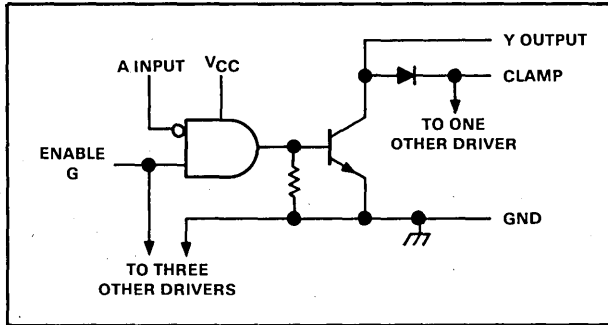 Y OUTPUT
A INPUT
VCC
CLAMP
TO ONE
OTHER DRIVER
ENABLE
G
GND
TO THREE
OTHER DRIVERS